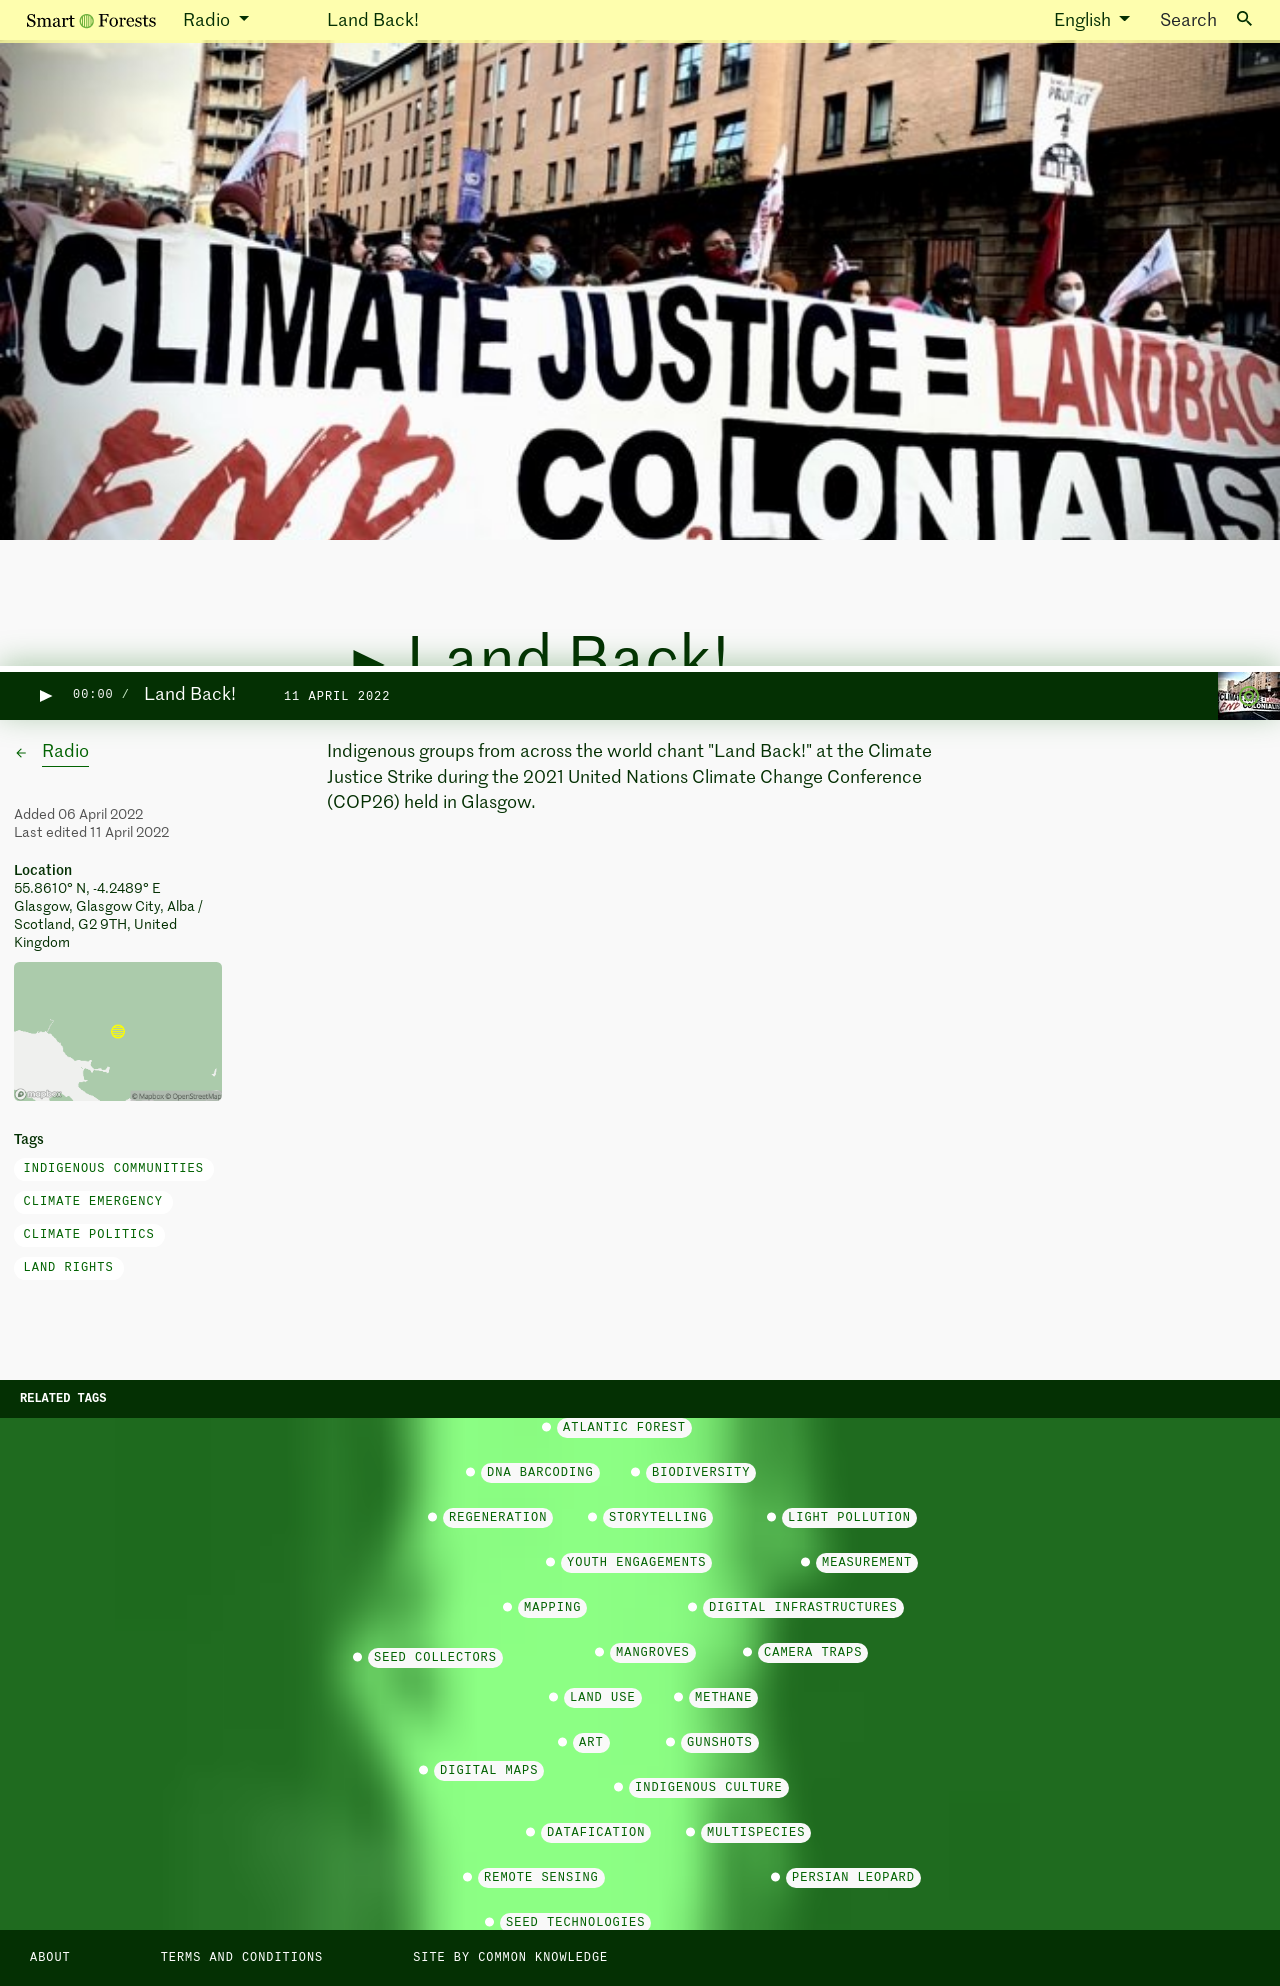 Smart Forests Radio Land Back! English Search
PROTECT
CLIMATE JUSTICE = LANDBAC
END COLONIALIS
▶ Land Back!
▶ 00:00 / Land Back! 11 APRIL 2022
← Radio
Indigenous groups from across the world chant "Land Back!" at the Climate
Justice Strike during the 2021 United Nations Climate Change Conference
(COP26) held in Glasgow.
Added 06 April 2022
Last edited 11 April 2022
Location
55.8610° N, -4.2489° E
Glasgow, Glasgow City, Alba /
Scotland, G2 9TH, United
Kingdom
mapbox © Mapbox © OpenStreetMap
Tags
INDIGENOUS COMMUNITIES
CLIMATE EMERGENCY
CLIMATE POLITICS
LAND RIGHTS
RELATED TAGS
ATLANTIC FOREST
DNA BARCODING BIODIVERSITY
REGENERATION STORYTELLING LIGHT POLLUTION
YOUTH ENGAGEMENTS MEASUREMENT
MAPPING DIGITAL INFRASTRUCTURES
SEED COLLECTORS MANGROVES CAMERA TRAPS
LAND USE METHANE
ART GUNSHOTS
DIGITAL MAPS
INDIGENOUS CULTURE
DATAFICATION MULTISPECIES
REMOTE SENSING PERSIAN LEOPARD
SEED TECHNOLOGIES
ABOUT TERMS AND CONDITIONS SITE BY COMMON KNOWLEDGE